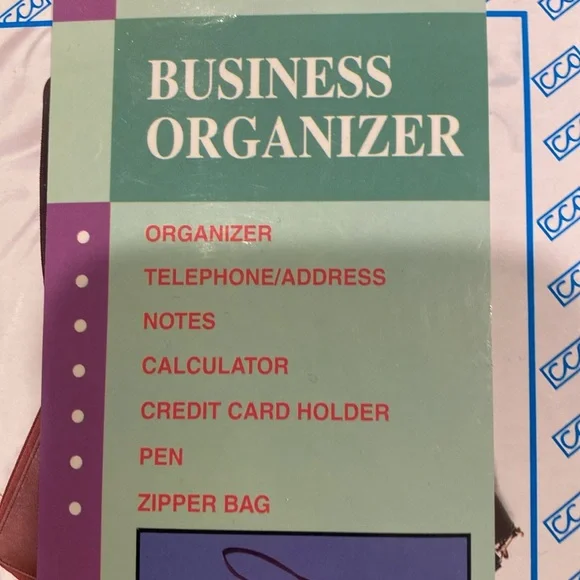 BUSINESS
ORGANIZER
ORGANIZER
TELEPHONE/ADDRESS
NOTES
CALCULATOR
CREDIT CARD HOLDER
PEN
ZIPPER BAG